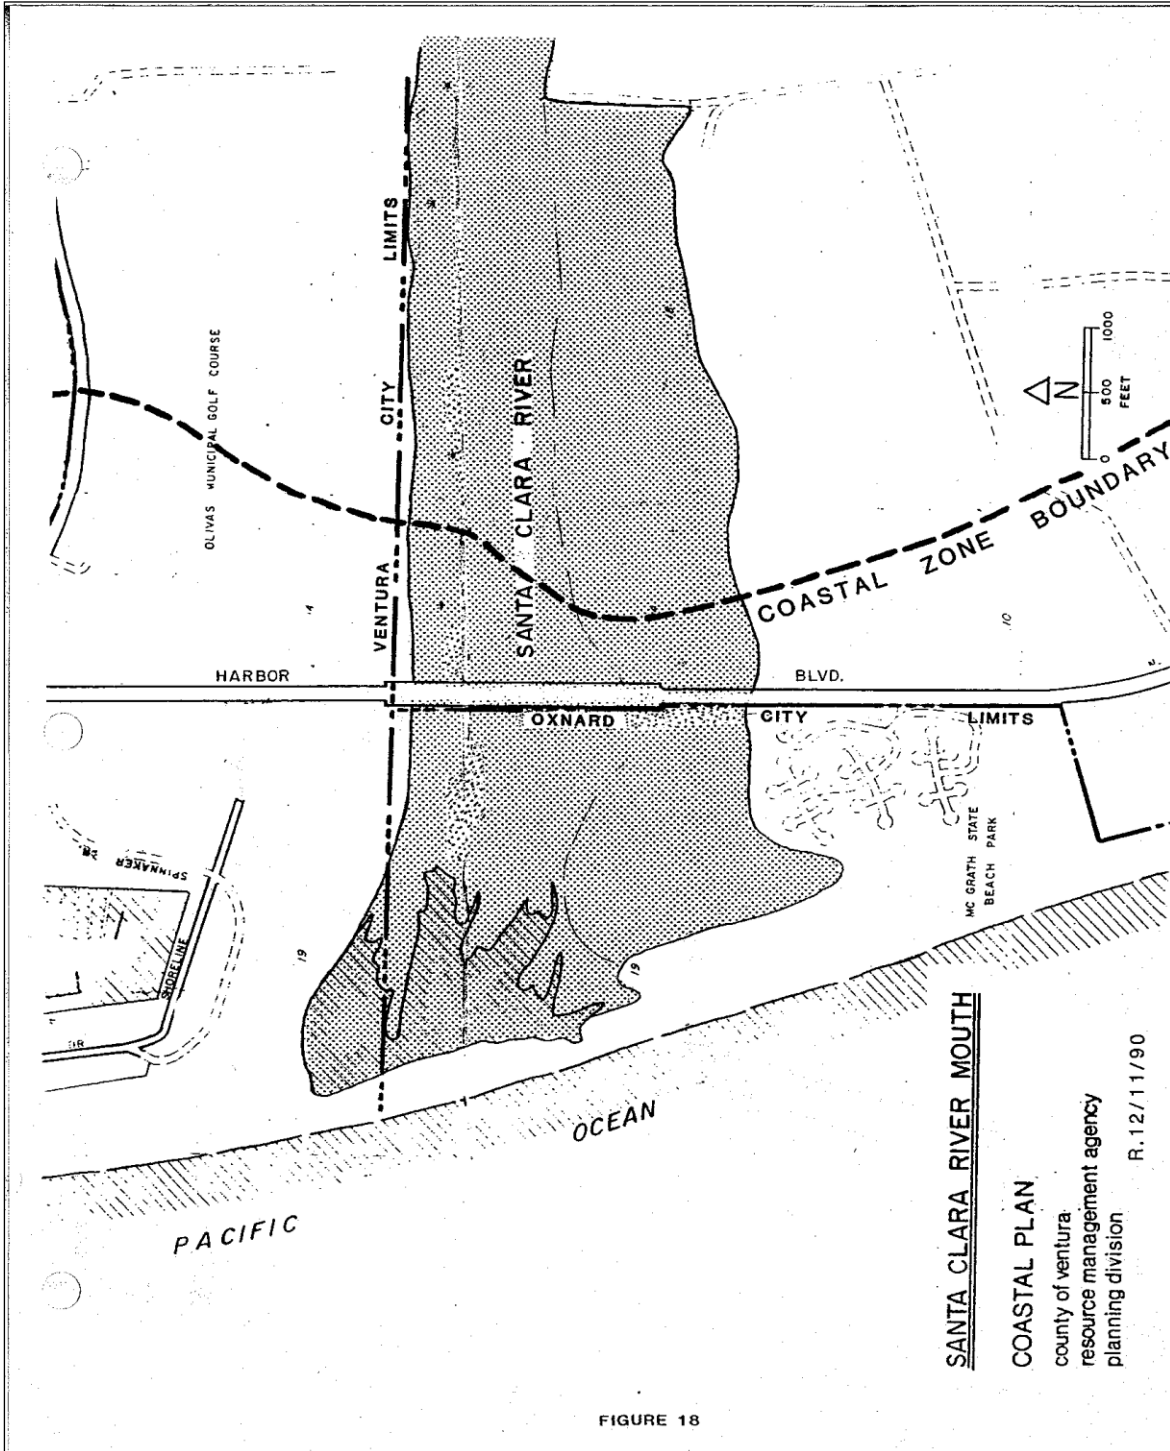 OLIVAS MUNICIPAL GOLF COURSE
VENTURA CITY LIMITS
SANTA CLARA RIVER
COASTAL ZONE BOUNDARY
HARBOR BLVD.
OXNARD CITY LIMITS
SPINNAKER
SHORELINE
DR
MC GRATH STATE
BEACH PARK
19
19
10
N
0 500 1000
FEET
PACIFIC OCEAN
SANTA CLARA RIVER MOUTH
COASTAL PLAN
county of ventura
resource management agency
planning division
R.12/11/90
FIGURE 18